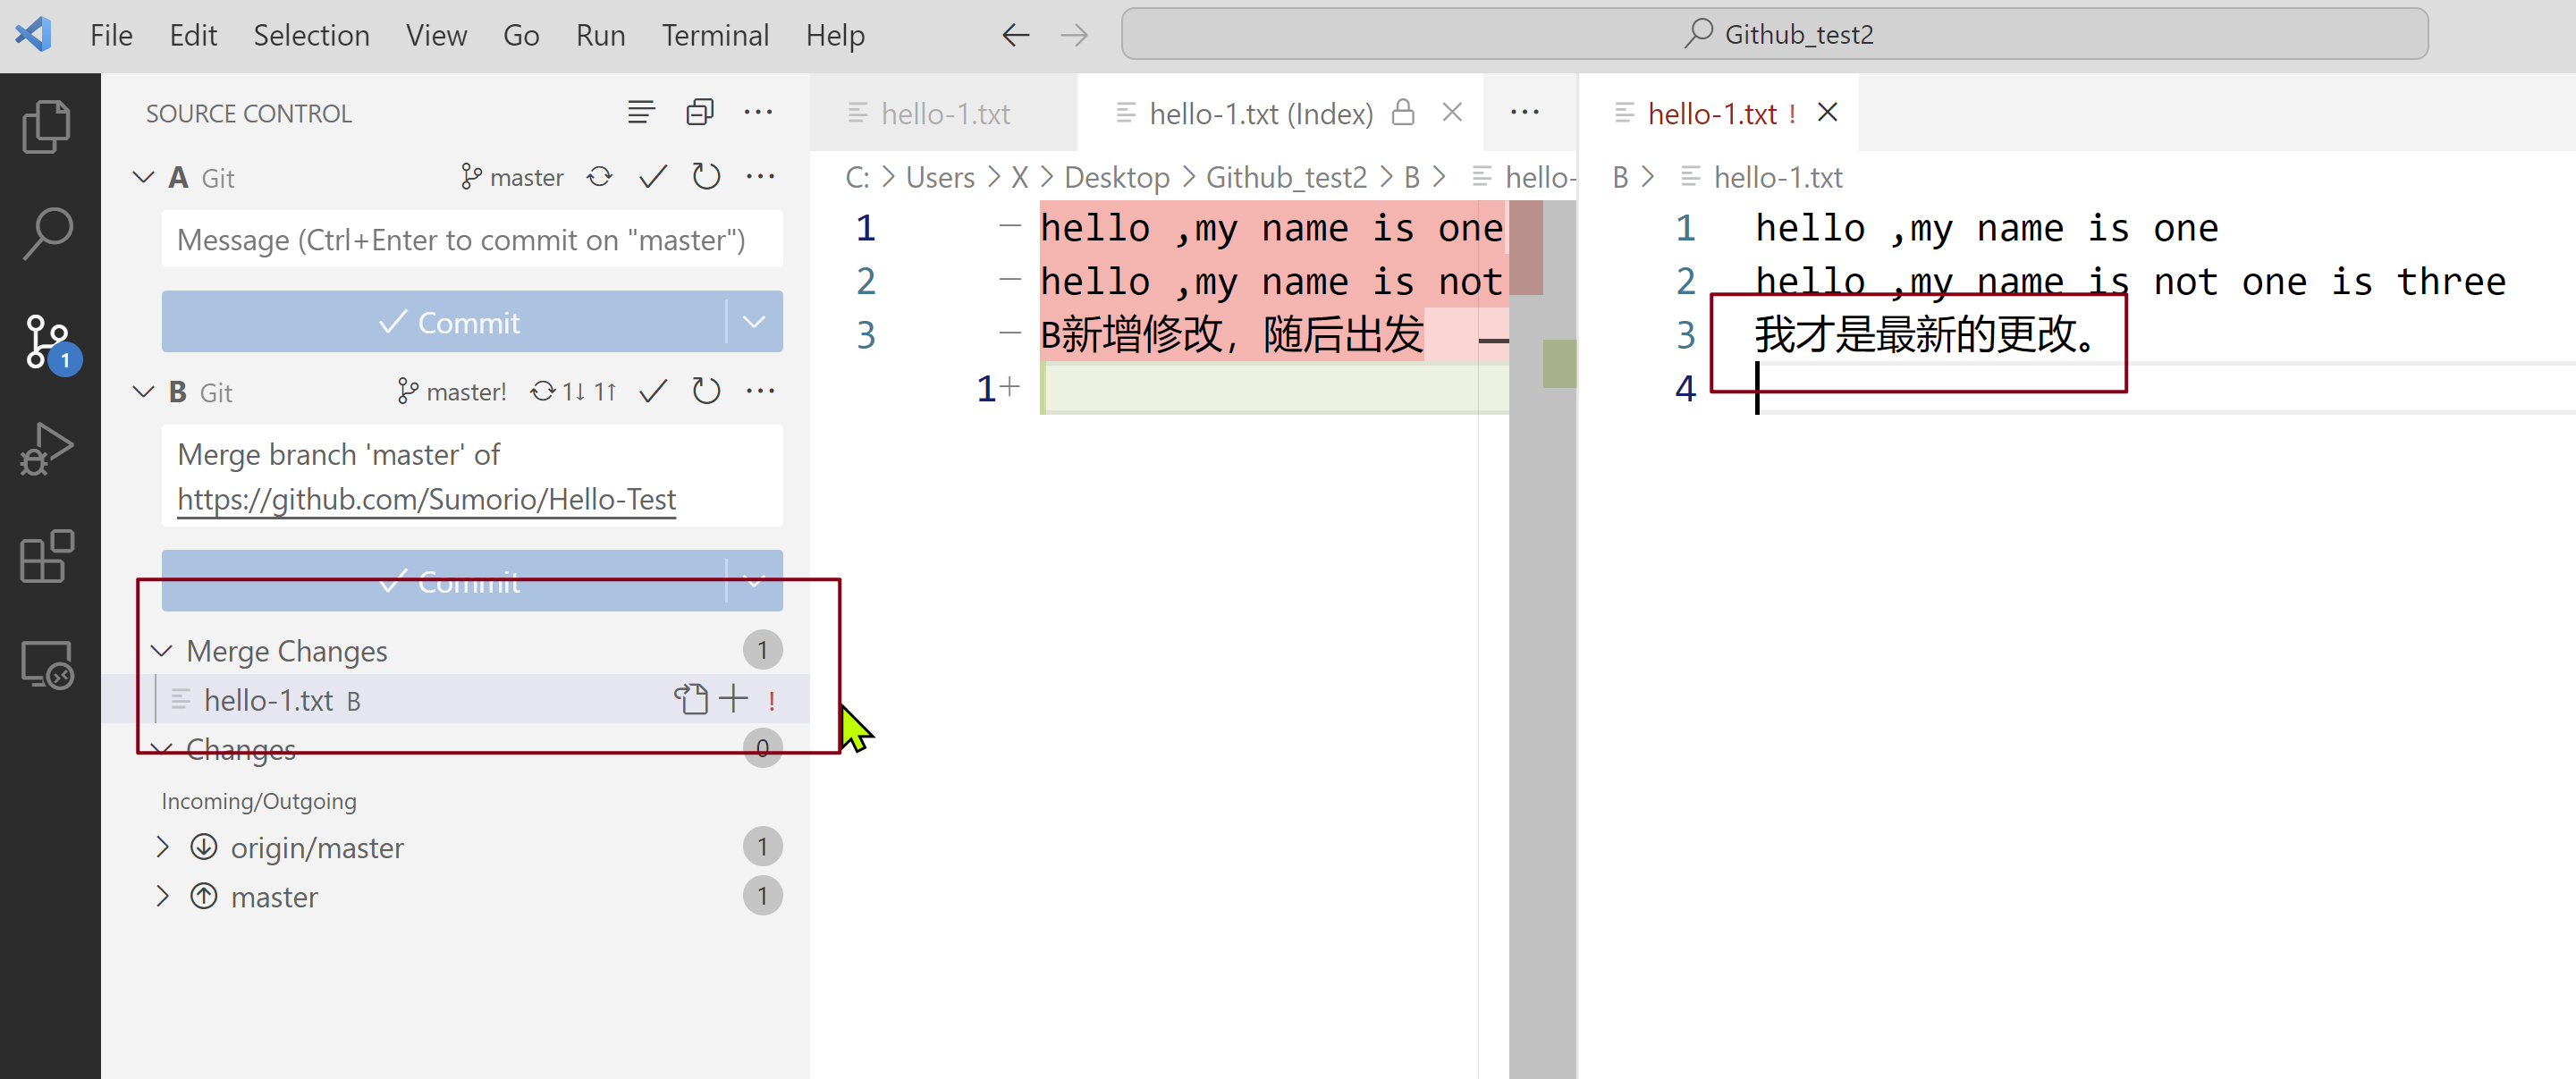 File Edit Selection View Go Run Terminal Help
Github_test2
SOURCE CONTROL
A Git master
Message (Ctrl+Enter to commit on "master")
Commit
B Git master! 1↓ 1↑
Merge branch 'master' of
https://github.com/Sumorio/Hello-Test
Commit
Merge Changes 1
hello-1.txt B !
Changes 0
Incoming/Outgoing
origin/master 1
master 1
1
hello-1.txt
hello-1.txt (Index)
C: > Users > X > Desktop > Github_test2 > B > hello-
1 — hello ,my name is one
2 — hello ,my name is not
3 — B新增修改，随后出发
1+
hello-1.txt !
B > hello-1.txt
1 hello ,my name is one
2 hello ,my name is not one is three
3 我才是最新的更改。
4